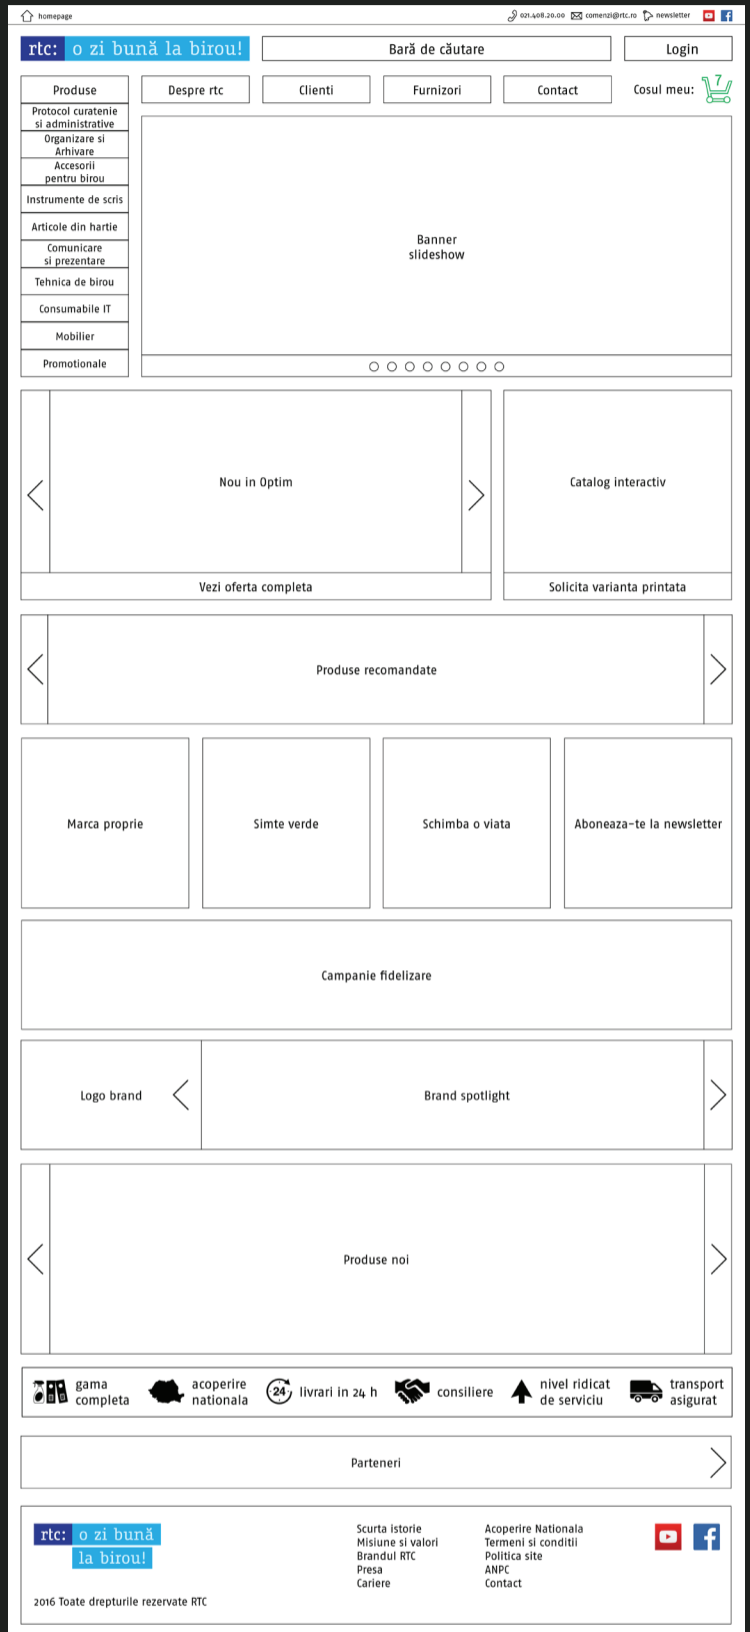 homepage
021.408.20.00
comenzi@rtc.ro
newsletter
rtc: o zi bună la birou!
Bară de căutare
Login
Produse
Despre rtc
Clienti
Furnizori
Contact
Cosul meu:
7
Protocol curatenie
si administrative
Organizare si
Arhivare
Accesorii
pentru birou
Instrumente de scris
Articole din hartie
Comunicare
si prezentare
Tehnica de birou
Consumabile IT
Mobilier
Promotionale
Banner
slideshow
Nou in Optim
Vezi oferta completa
Catalog interactiv
Solicita varianta printata
Produse recomandate
Marca proprie
Simte verde
Schimba o viata
Aboneaza-te la newsletter
Campanie fidelizare
Logo brand
Brand spotlight
Produse noi
gama
completa
acoperire
nationala
24
livrari in 24 h
consiliere
nivel ridicat
de serviciu
transport
asigurat
Parteneri
rtc: o zi bună
la birou!
2016 Toate drepturile rezervate RTC
Scurta istorie
Misiune si valori
Brandul RTC
Presa
Cariere
Acoperire Nationala
Termeni si conditii
Politica site
ANPC
Contact